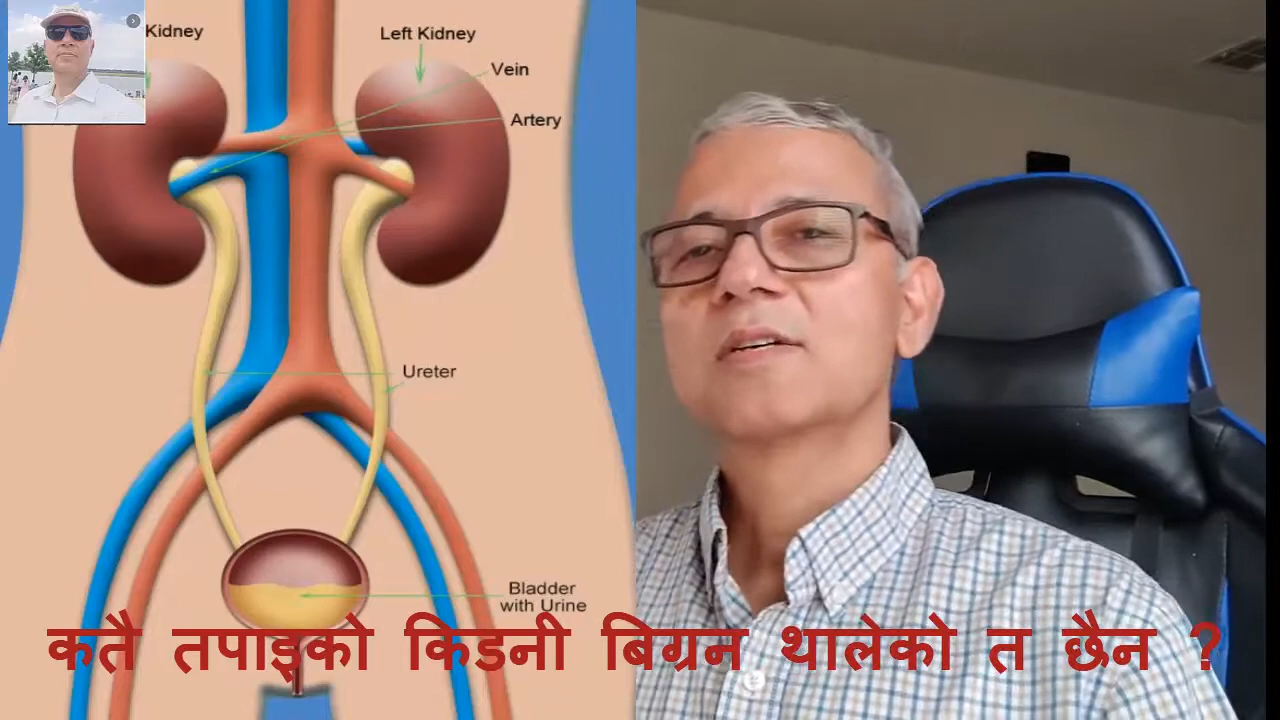 Kidney
Left Kidney
Vein
Artery
Ureter
Bladder
with Urine
कतै तपाइको किडनी बिग्रन थालेको त छैन ?